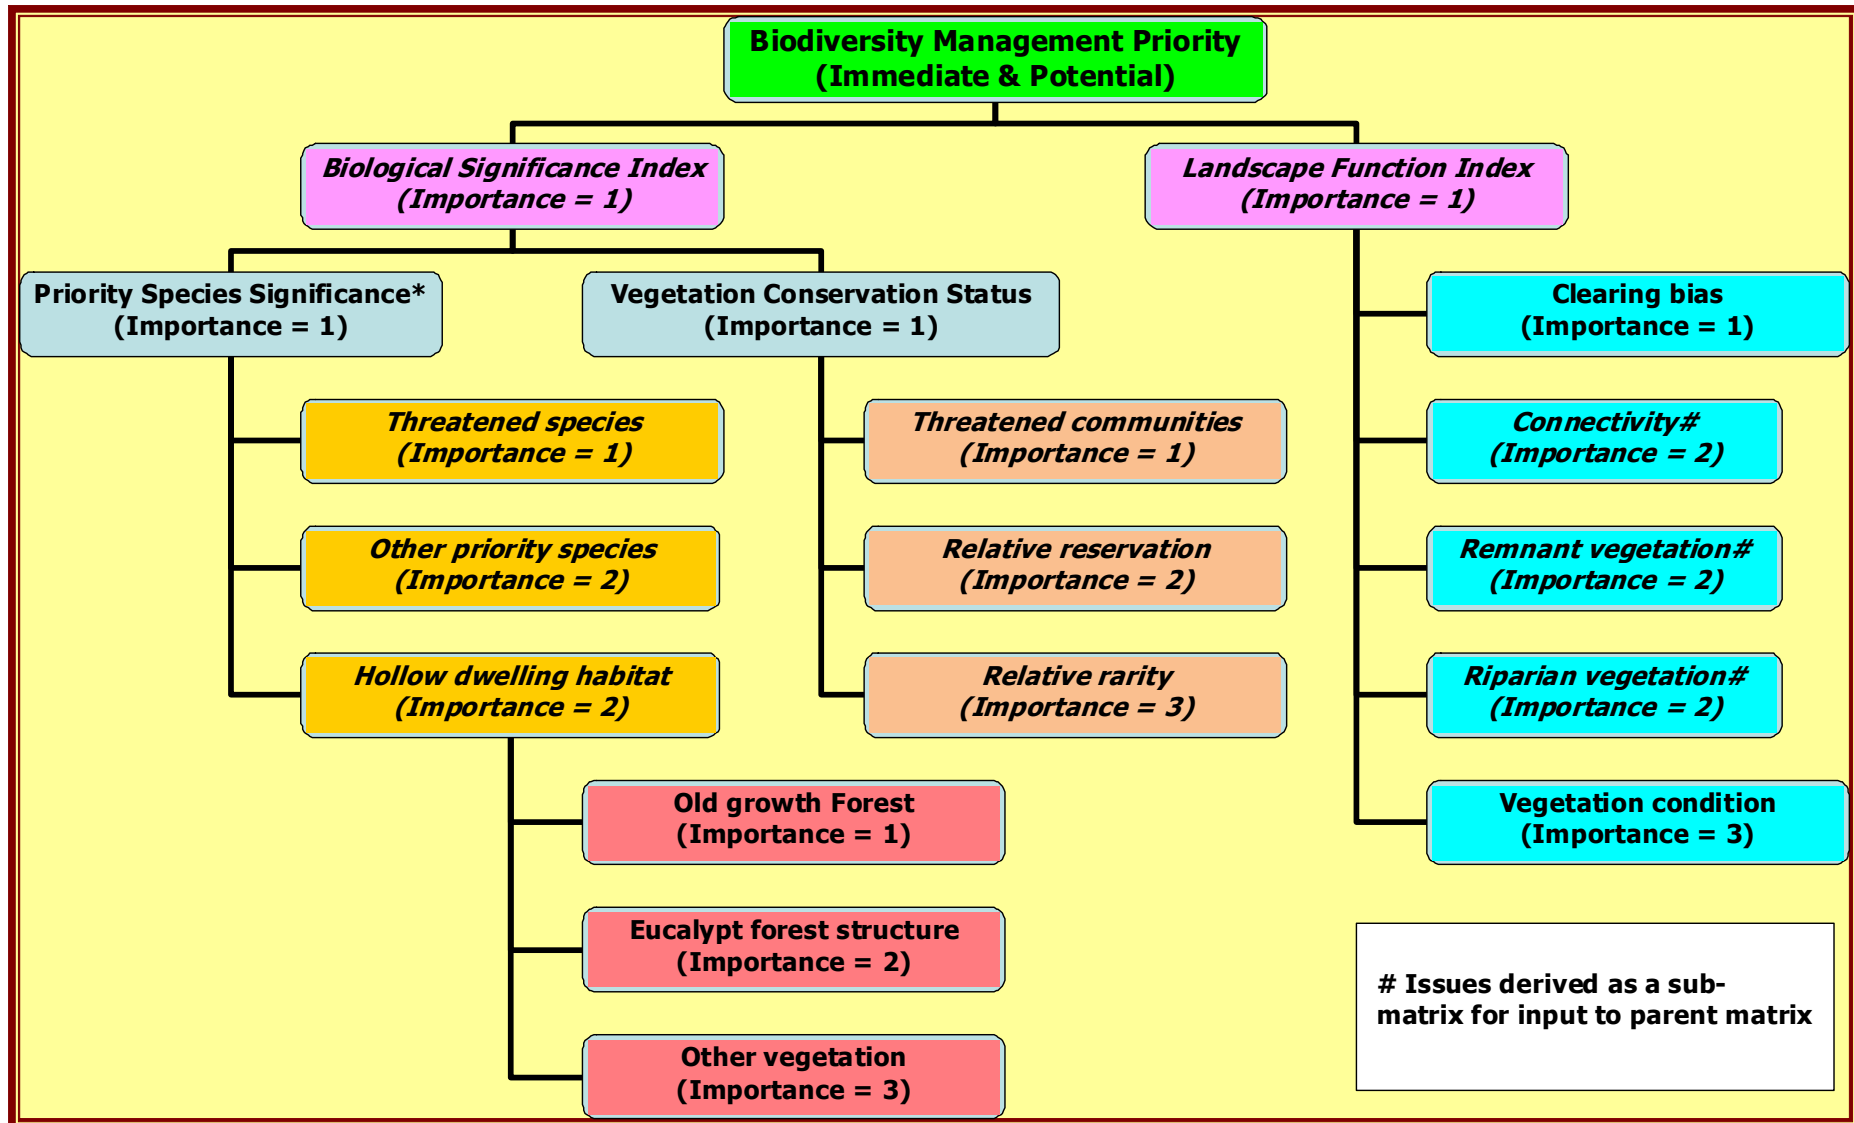 Biodiversity Management Priority
(Immediate & Potential)
Biological Significance Index
(Importance = 1)
Landscape Function Index
(Importance = 1)
Priority Species Significance*
(Importance = 1)
Vegetation Conservation Status
(Importance = 1)
Clearing bias
(Importance = 1)
Threatened species
(Importance = 1)
Threatened communities
(Importance = 1)
Connectivity#
(Importance = 2)
Other priority species
(Importance = 2)
Relative reservation
(Importance = 2)
Remnant vegetation#
(Importance = 2)
Hollow dwelling habitat
(Importance = 2)
Relative rarity
(Importance = 3)
Riparian vegetation#
(Importance = 2)
Old growth Forest
(Importance = 1)
Vegetation condition
(Importance = 3)
Eucalypt forest structure
(Importance = 2)
Other vegetation
(Importance = 3)
# Issues derived as a sub-
matrix for input to parent matrix